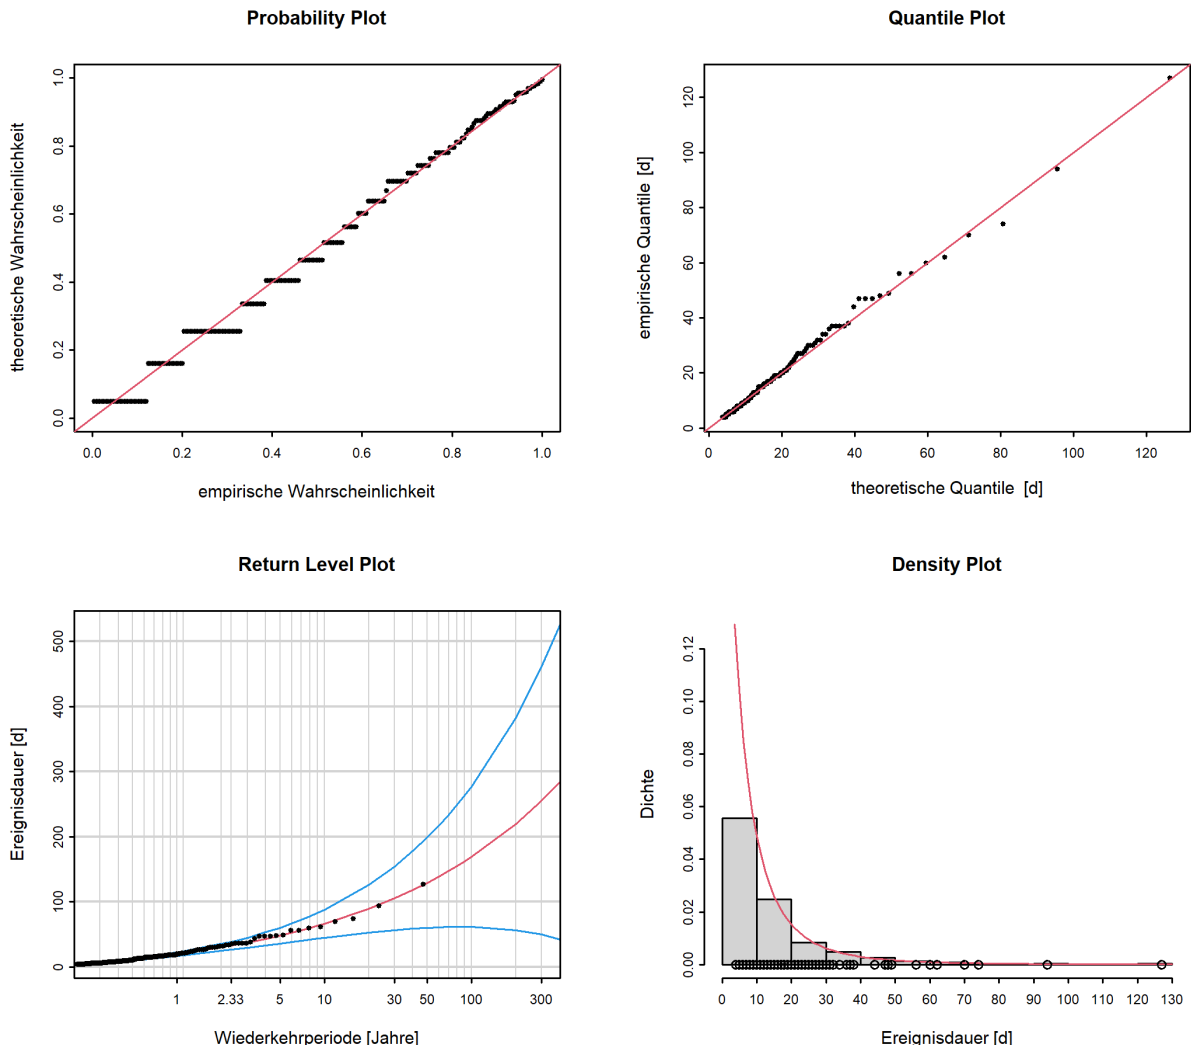 Probability Plot
theoretische Wahrscheinlichkeit
1.0
0.8
0.6
0.4
0.2
0.0
0.0 0.2 0.4 0.6 0.8 1.0
empirische Wahrscheinlichkeit
Quantile Plot
empirische Quantile [d]
120
100
80
60
40
20
0
0 20 40 60 80 100 120
theoretische Quantile [d]
Return Level Plot
Ereignisdauer [d]
500
400
300
200
100
0
1 2.33 5 10 30 50 100 300
Wiederkehrperiode [Jahre]
Density Plot
Dichte
0.12
0.10
0.08
0.06
0.04
0.02
0.00
0 10 20 30 40 50 60 70 80 90 100 110 120 130
Ereignisdauer [d]